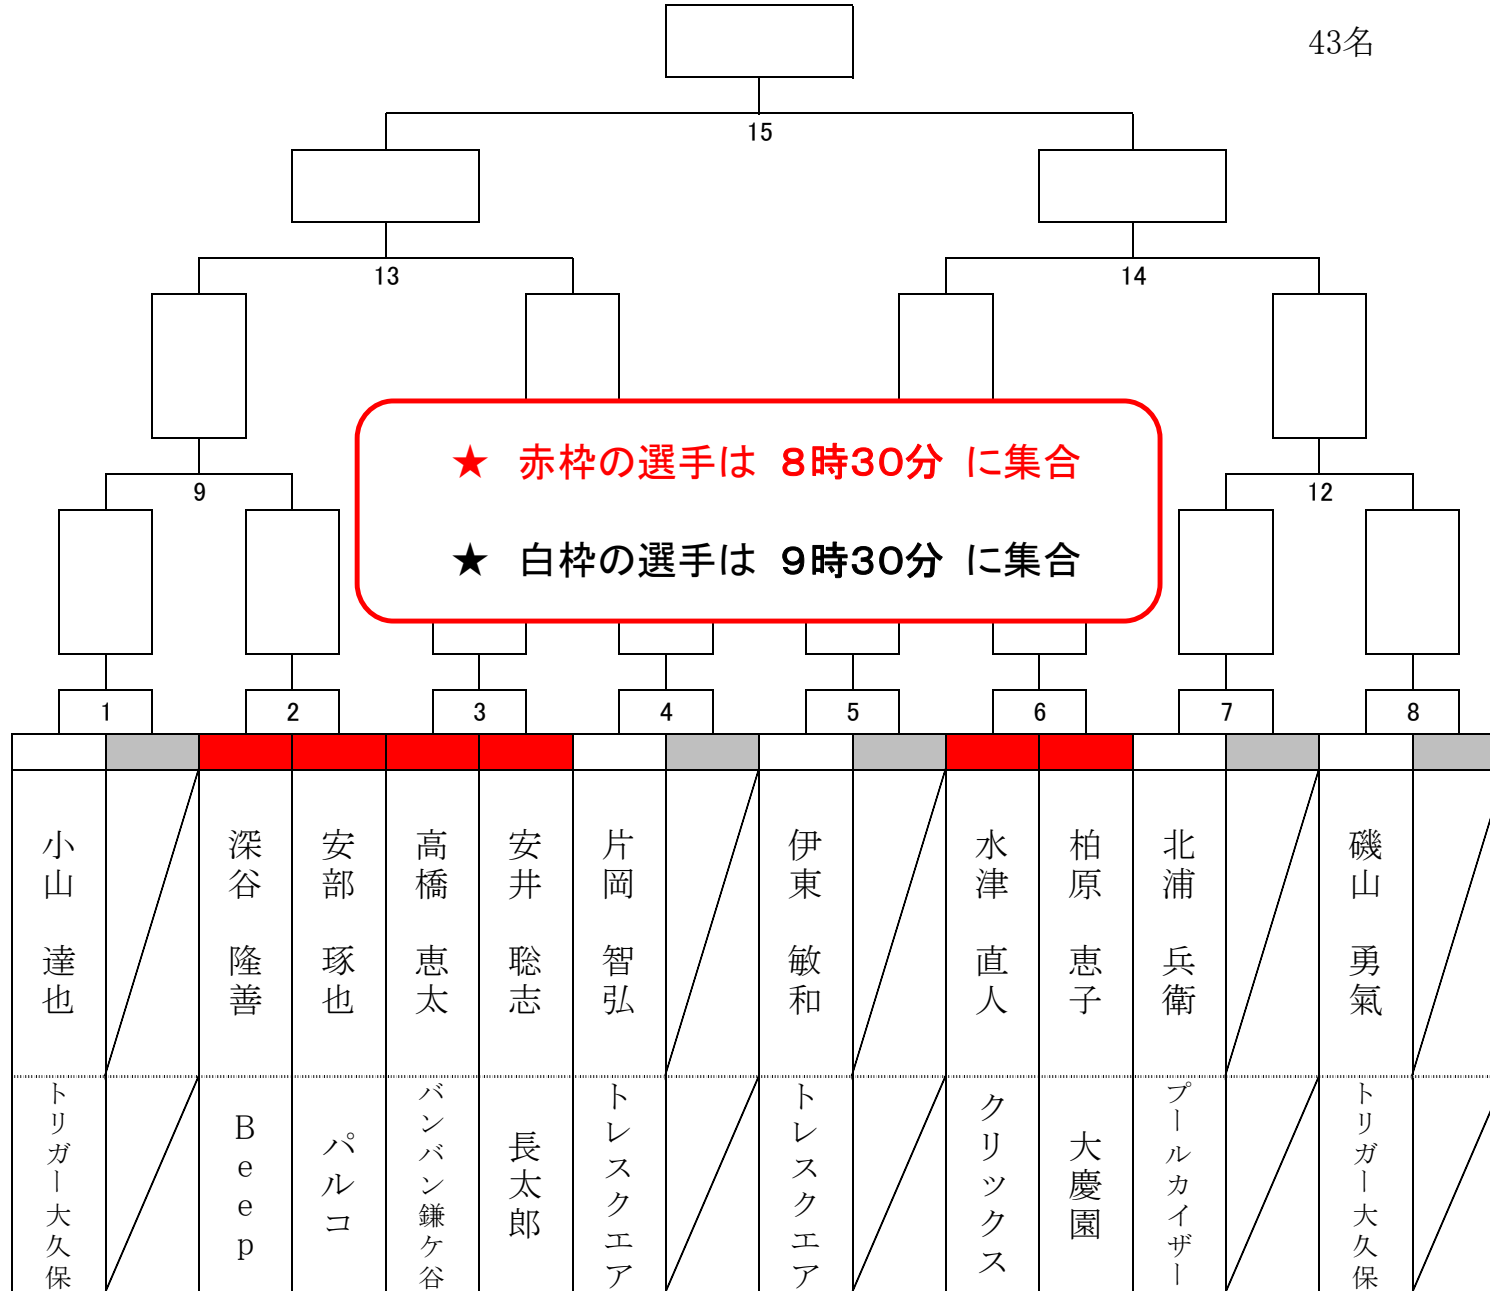 43名
15
13
14
★ 赤枠の選手は 8時30分 に集合
9
12
★ 白枠の選手は 9時30分 に集合
1
2
3
4
5
6
7
8
小山 達也
深谷 隆善
安部 琢也
高橋 恵太
安井 聡志
片岡 智弘
伊東 敏和
水津 直人
柏原 恵子
北浦 兵衛
磯山 勇氣
トリガー大久保
Beep
パルコ
バンバン鎌ケ谷
長太郎
トレスクエア
トレスクエア
クリックス
大慶園
プールカイザー
トリガー大久保